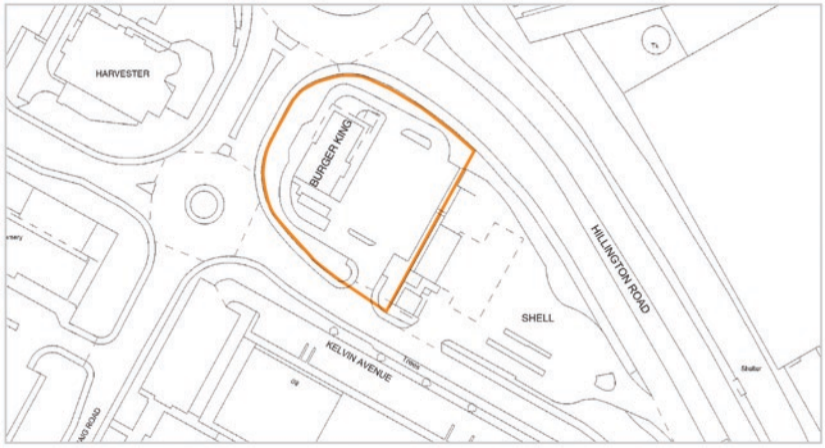 HARVESTER
BURGER KING
HILLINGTON ROAD
SHELL
KELVIN AVENUE
Trees
Shelter